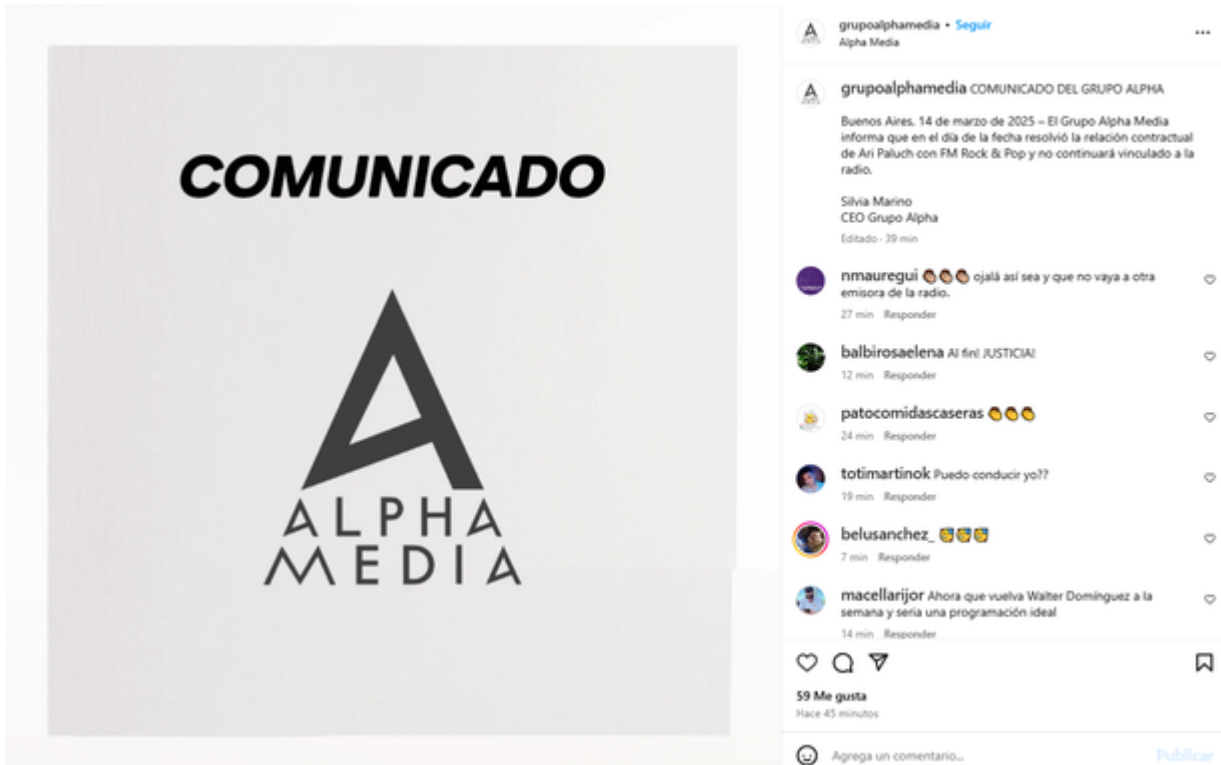 COMUNICADO
ALPHA
MEDIA
grupoalphamedia • Seguir
Alpha Media
grupoalphamedia COMUNICADO DEL GRUPO ALPHA
Buenos Aires, 14 de marzo de 2025 – El Grupo Alpha Media
informa que en el día de la fecha resolvió la relación contractual
de Ari Paluch con FM Rock & Pop y no continuará vinculado a la
radio.
Silvia Marino
CEO Grupo Alpha
Editado · 39 min
nmauregui 👏🏽👏🏽👏🏽 ojalá así sea y que no vaya a otra
emisora de la radio.
27 min Responder
balbirosaelena Al fin! JUSTICIA!
12 min Responder
patocomidascaseras 👏👏👏
24 min Responder
totimartinok Puedo conducir yo??
19 min Responder
belusanchez_ 🥳🥳🥳
7 min Responder
macellarijor Ahora que vuelva Walter Domínguez a la
semana y seria una programación ideal
14 min Responder
59 Me gusta
Hace 45 minutos
Agrega un comentario...
Publicar